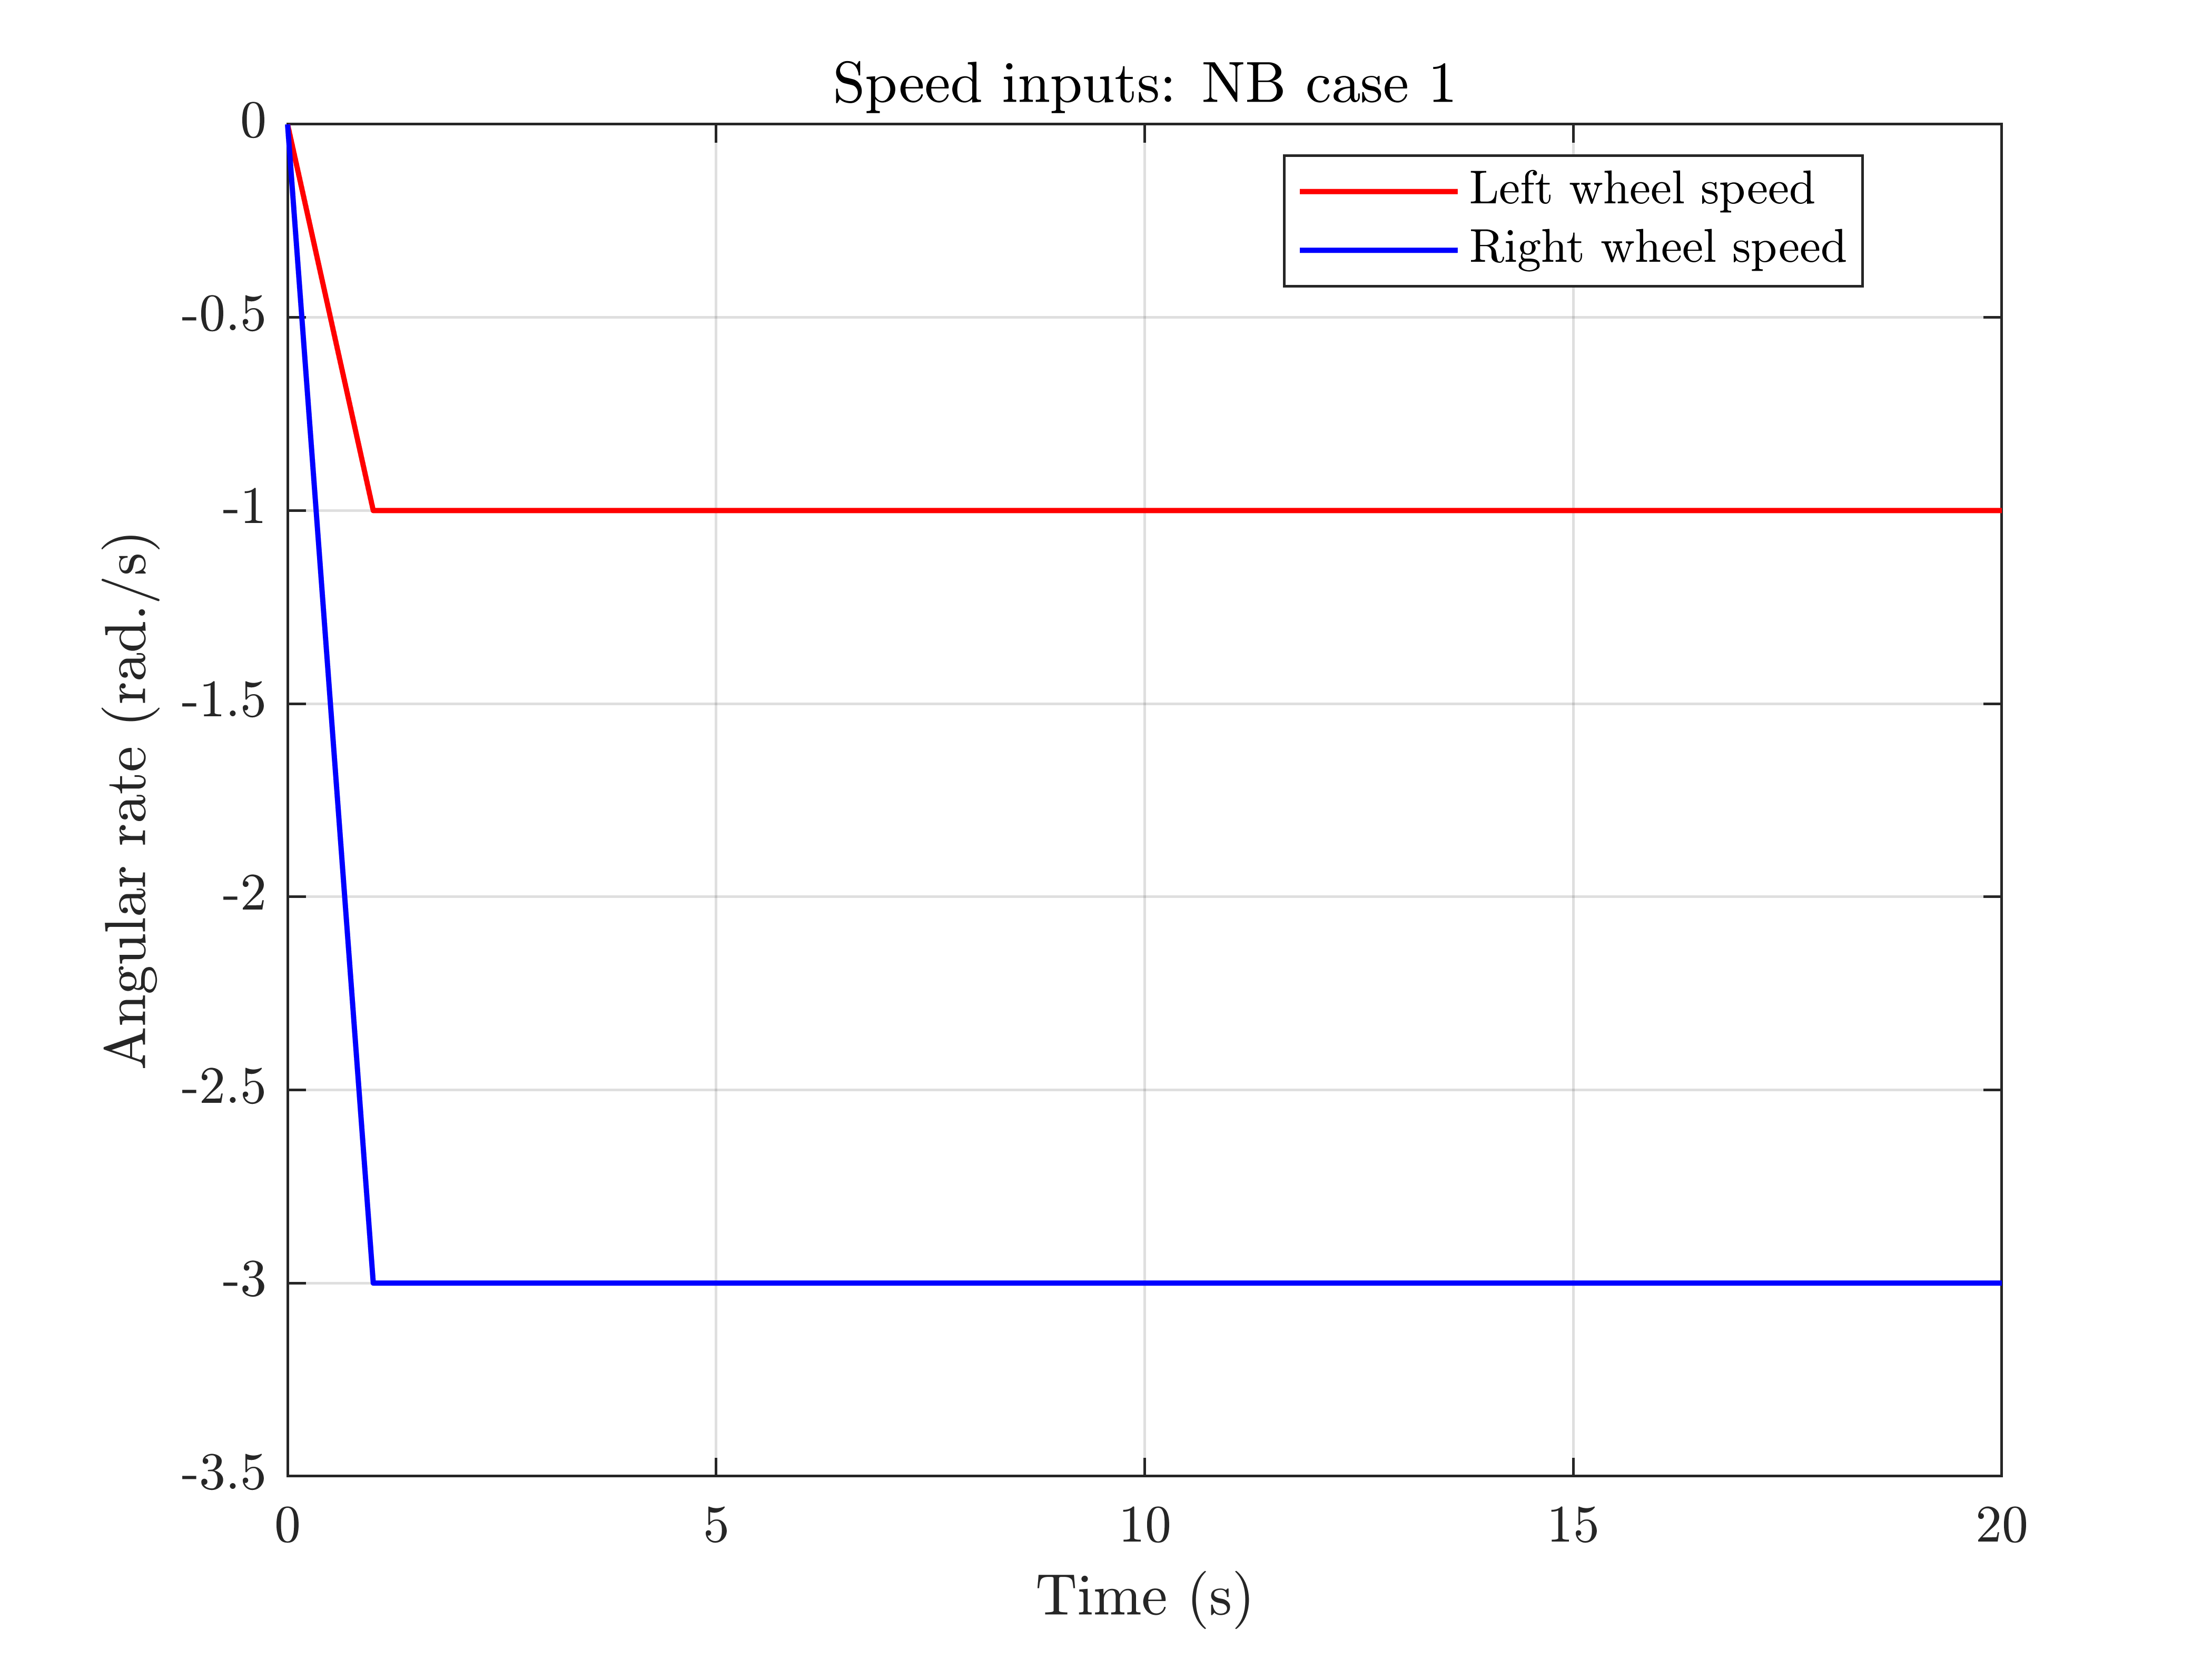 Speed inputs: NB case 1
Left wheel speed
Right wheel speed
Angular rate (rad./s)
0
-0.5
-1
-1.5
-2
-2.5
-3
-3.5
0 5 10 15 20
Time (s)